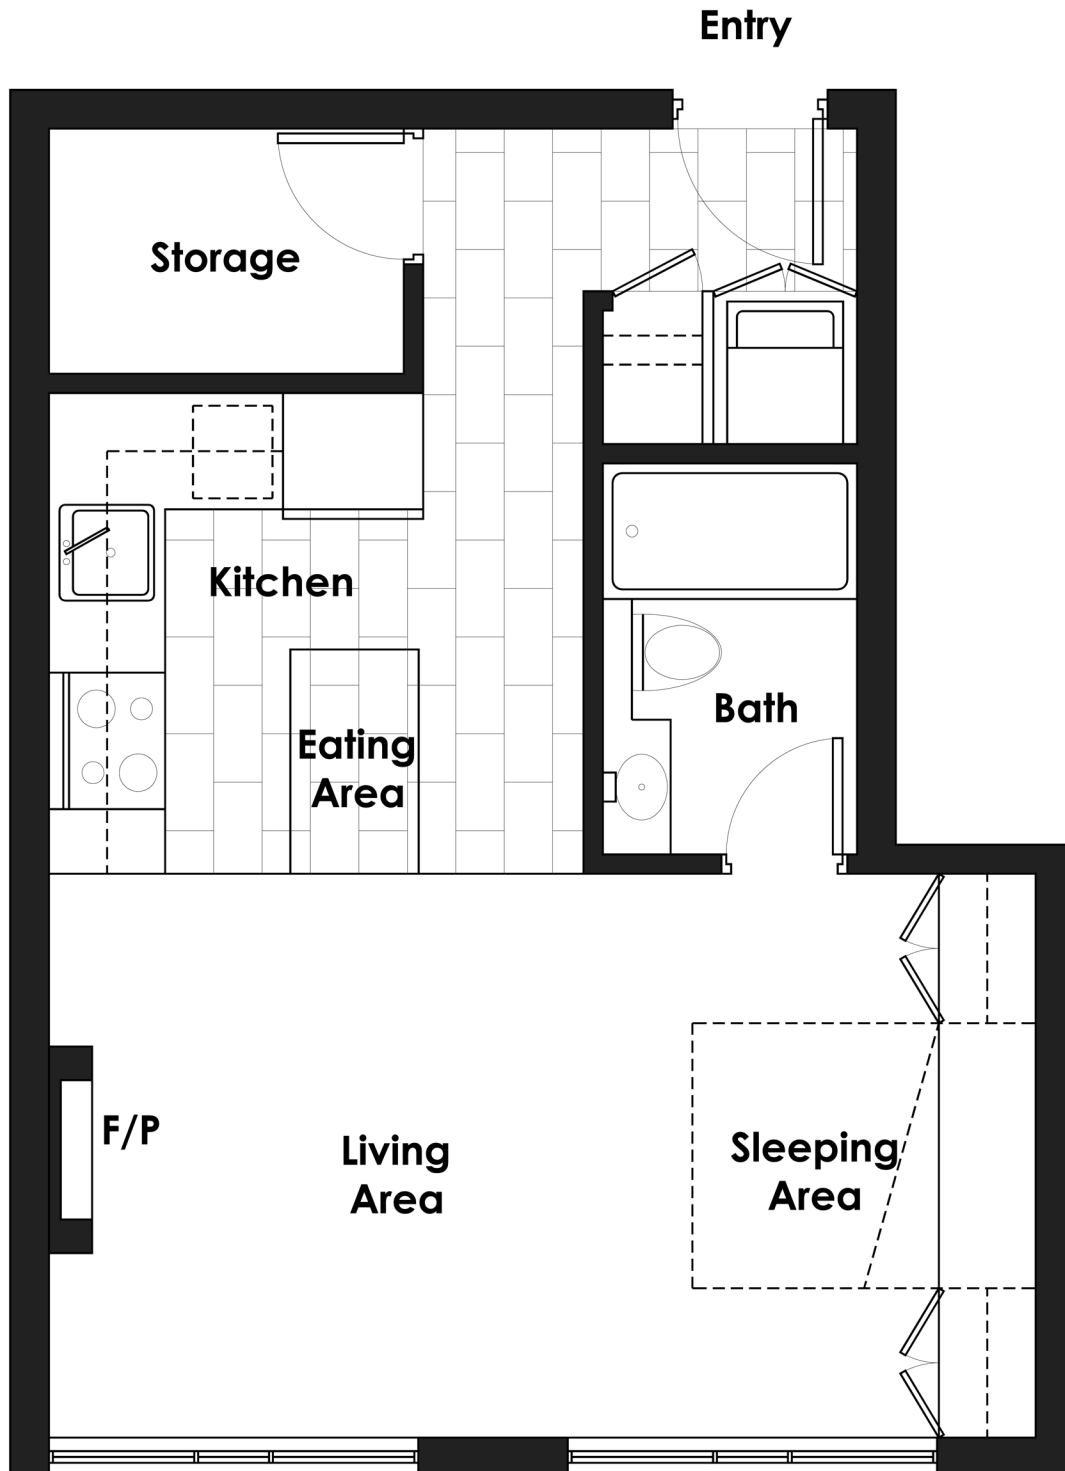 Entry
Storage
Kitchen
Eating
Area
Bath
F/P
Living
Area
Sleeping
Area